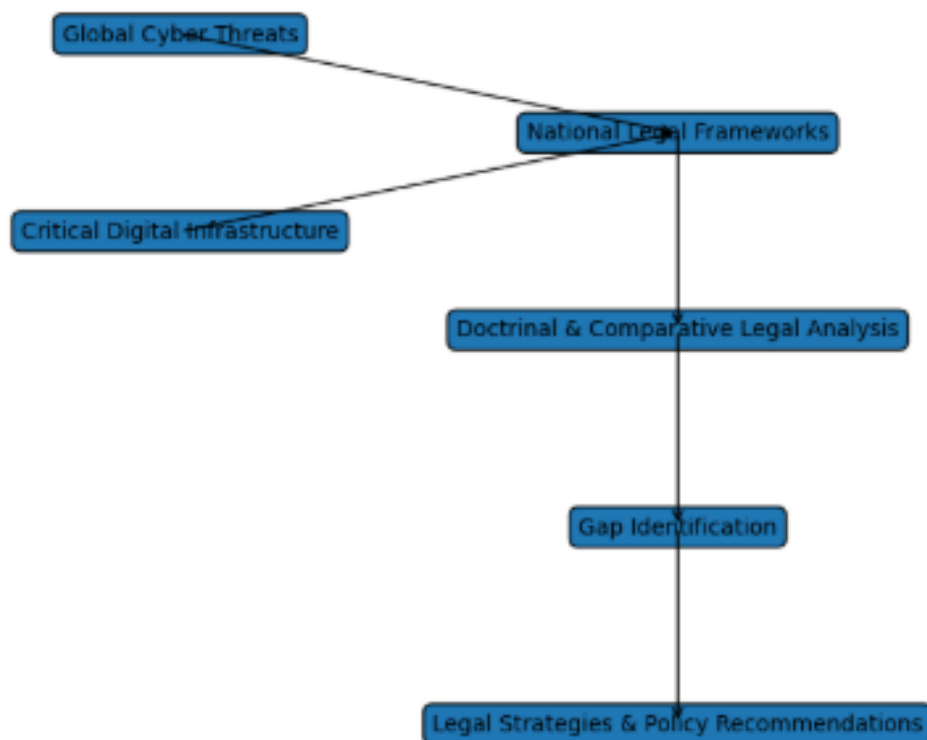 Global Cyber Threats
National Legal Frameworks
Critical Digital Infrastructure
Doctrinal & Comparative Legal Analysis
Gap Identification
Legal Strategies & Policy Recommendations